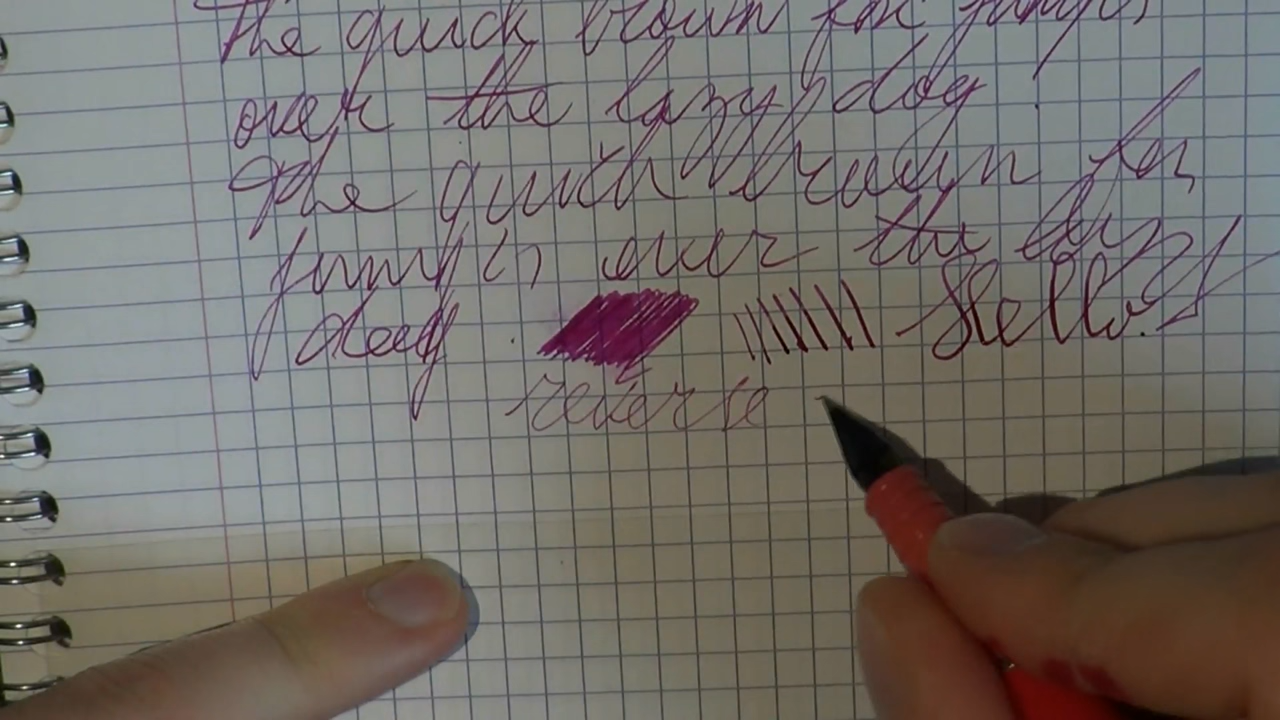 The quick brown fox jumps
over the lazy dog!
The quick brown fox
jumps over the lazy
dog. Hello!
reverse